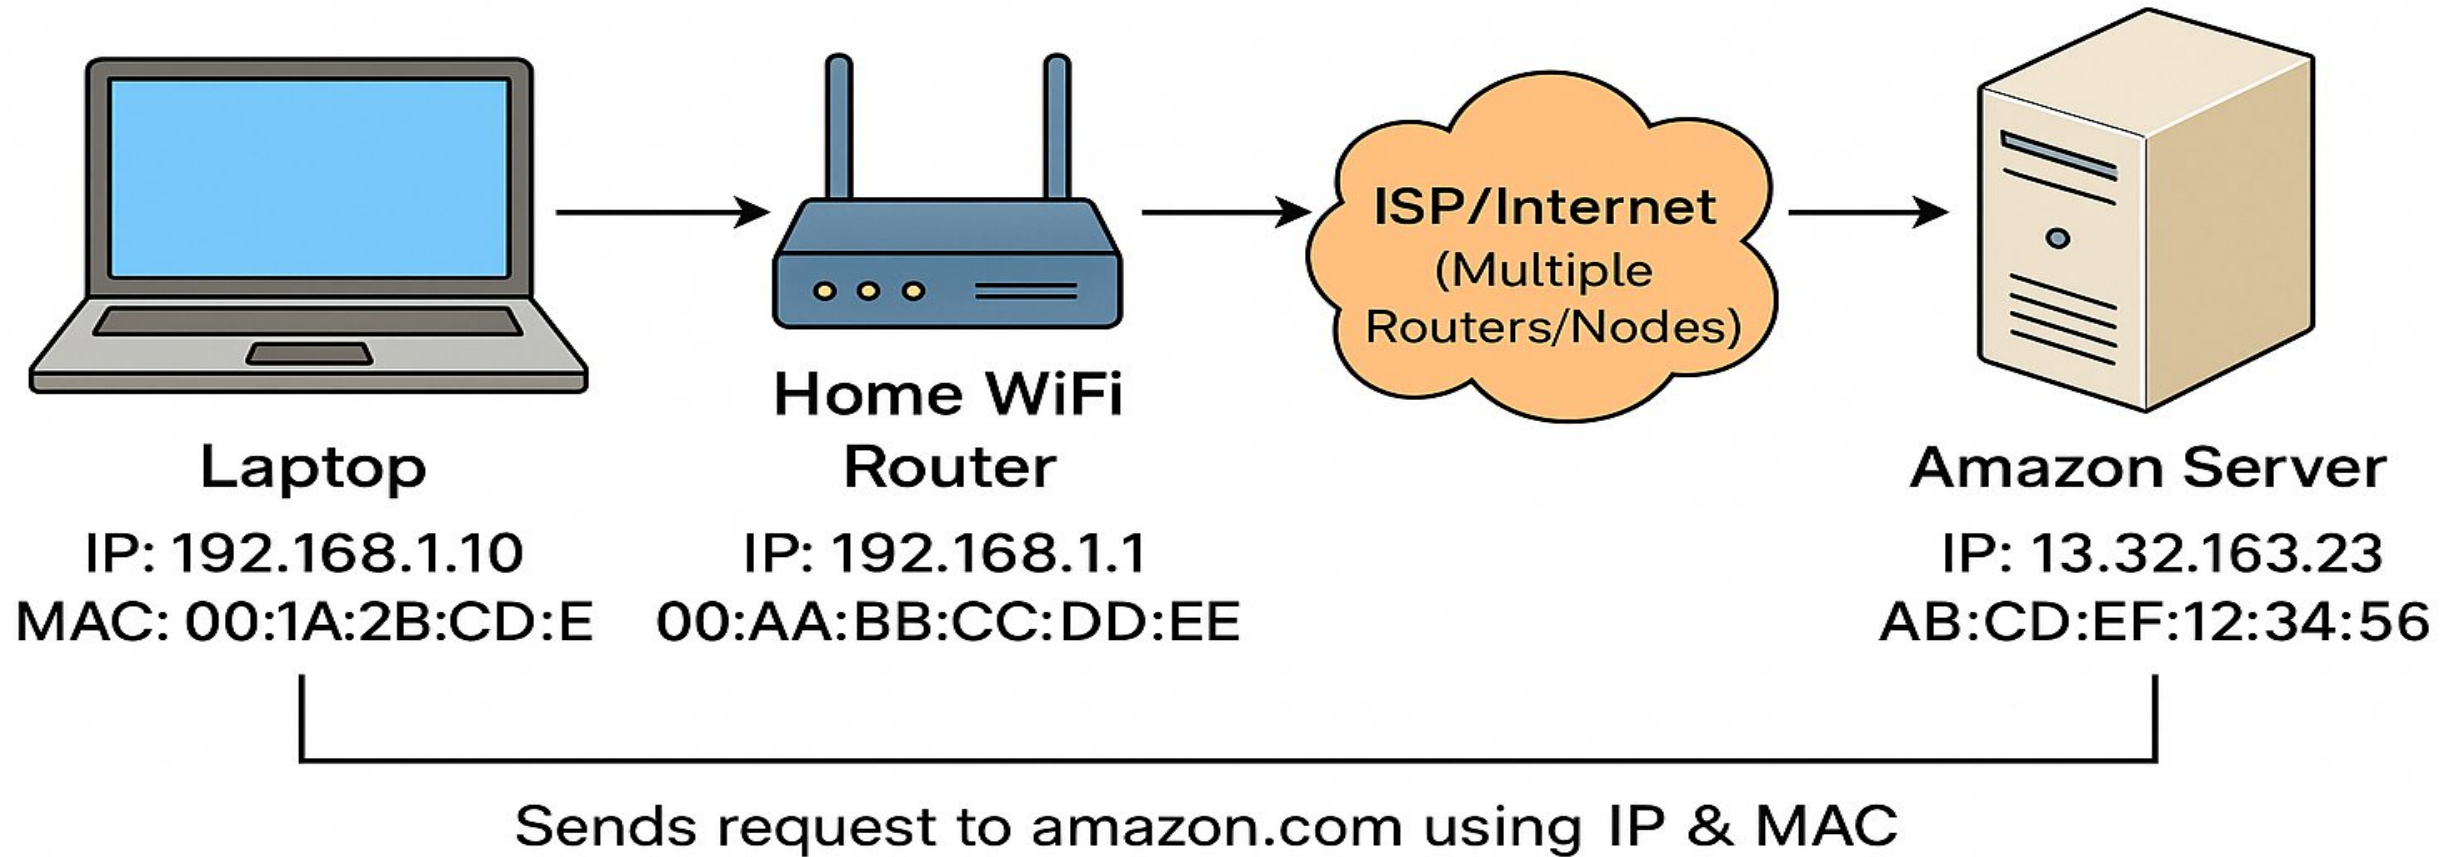 ISP/Internet
(Multiple
Routers/Nodes)
Laptop
IP: 192.168.1.10
MAC: 00:1A:2B:CD:E
Home WiFi
Router
IP: 192.168.1.1
00:AA:BB:CC:DD:EE
Amazon Server
IP: 13.32.163.23
AB:CD:EF:12:34:56
Sends request to amazon.com using IP & MAC